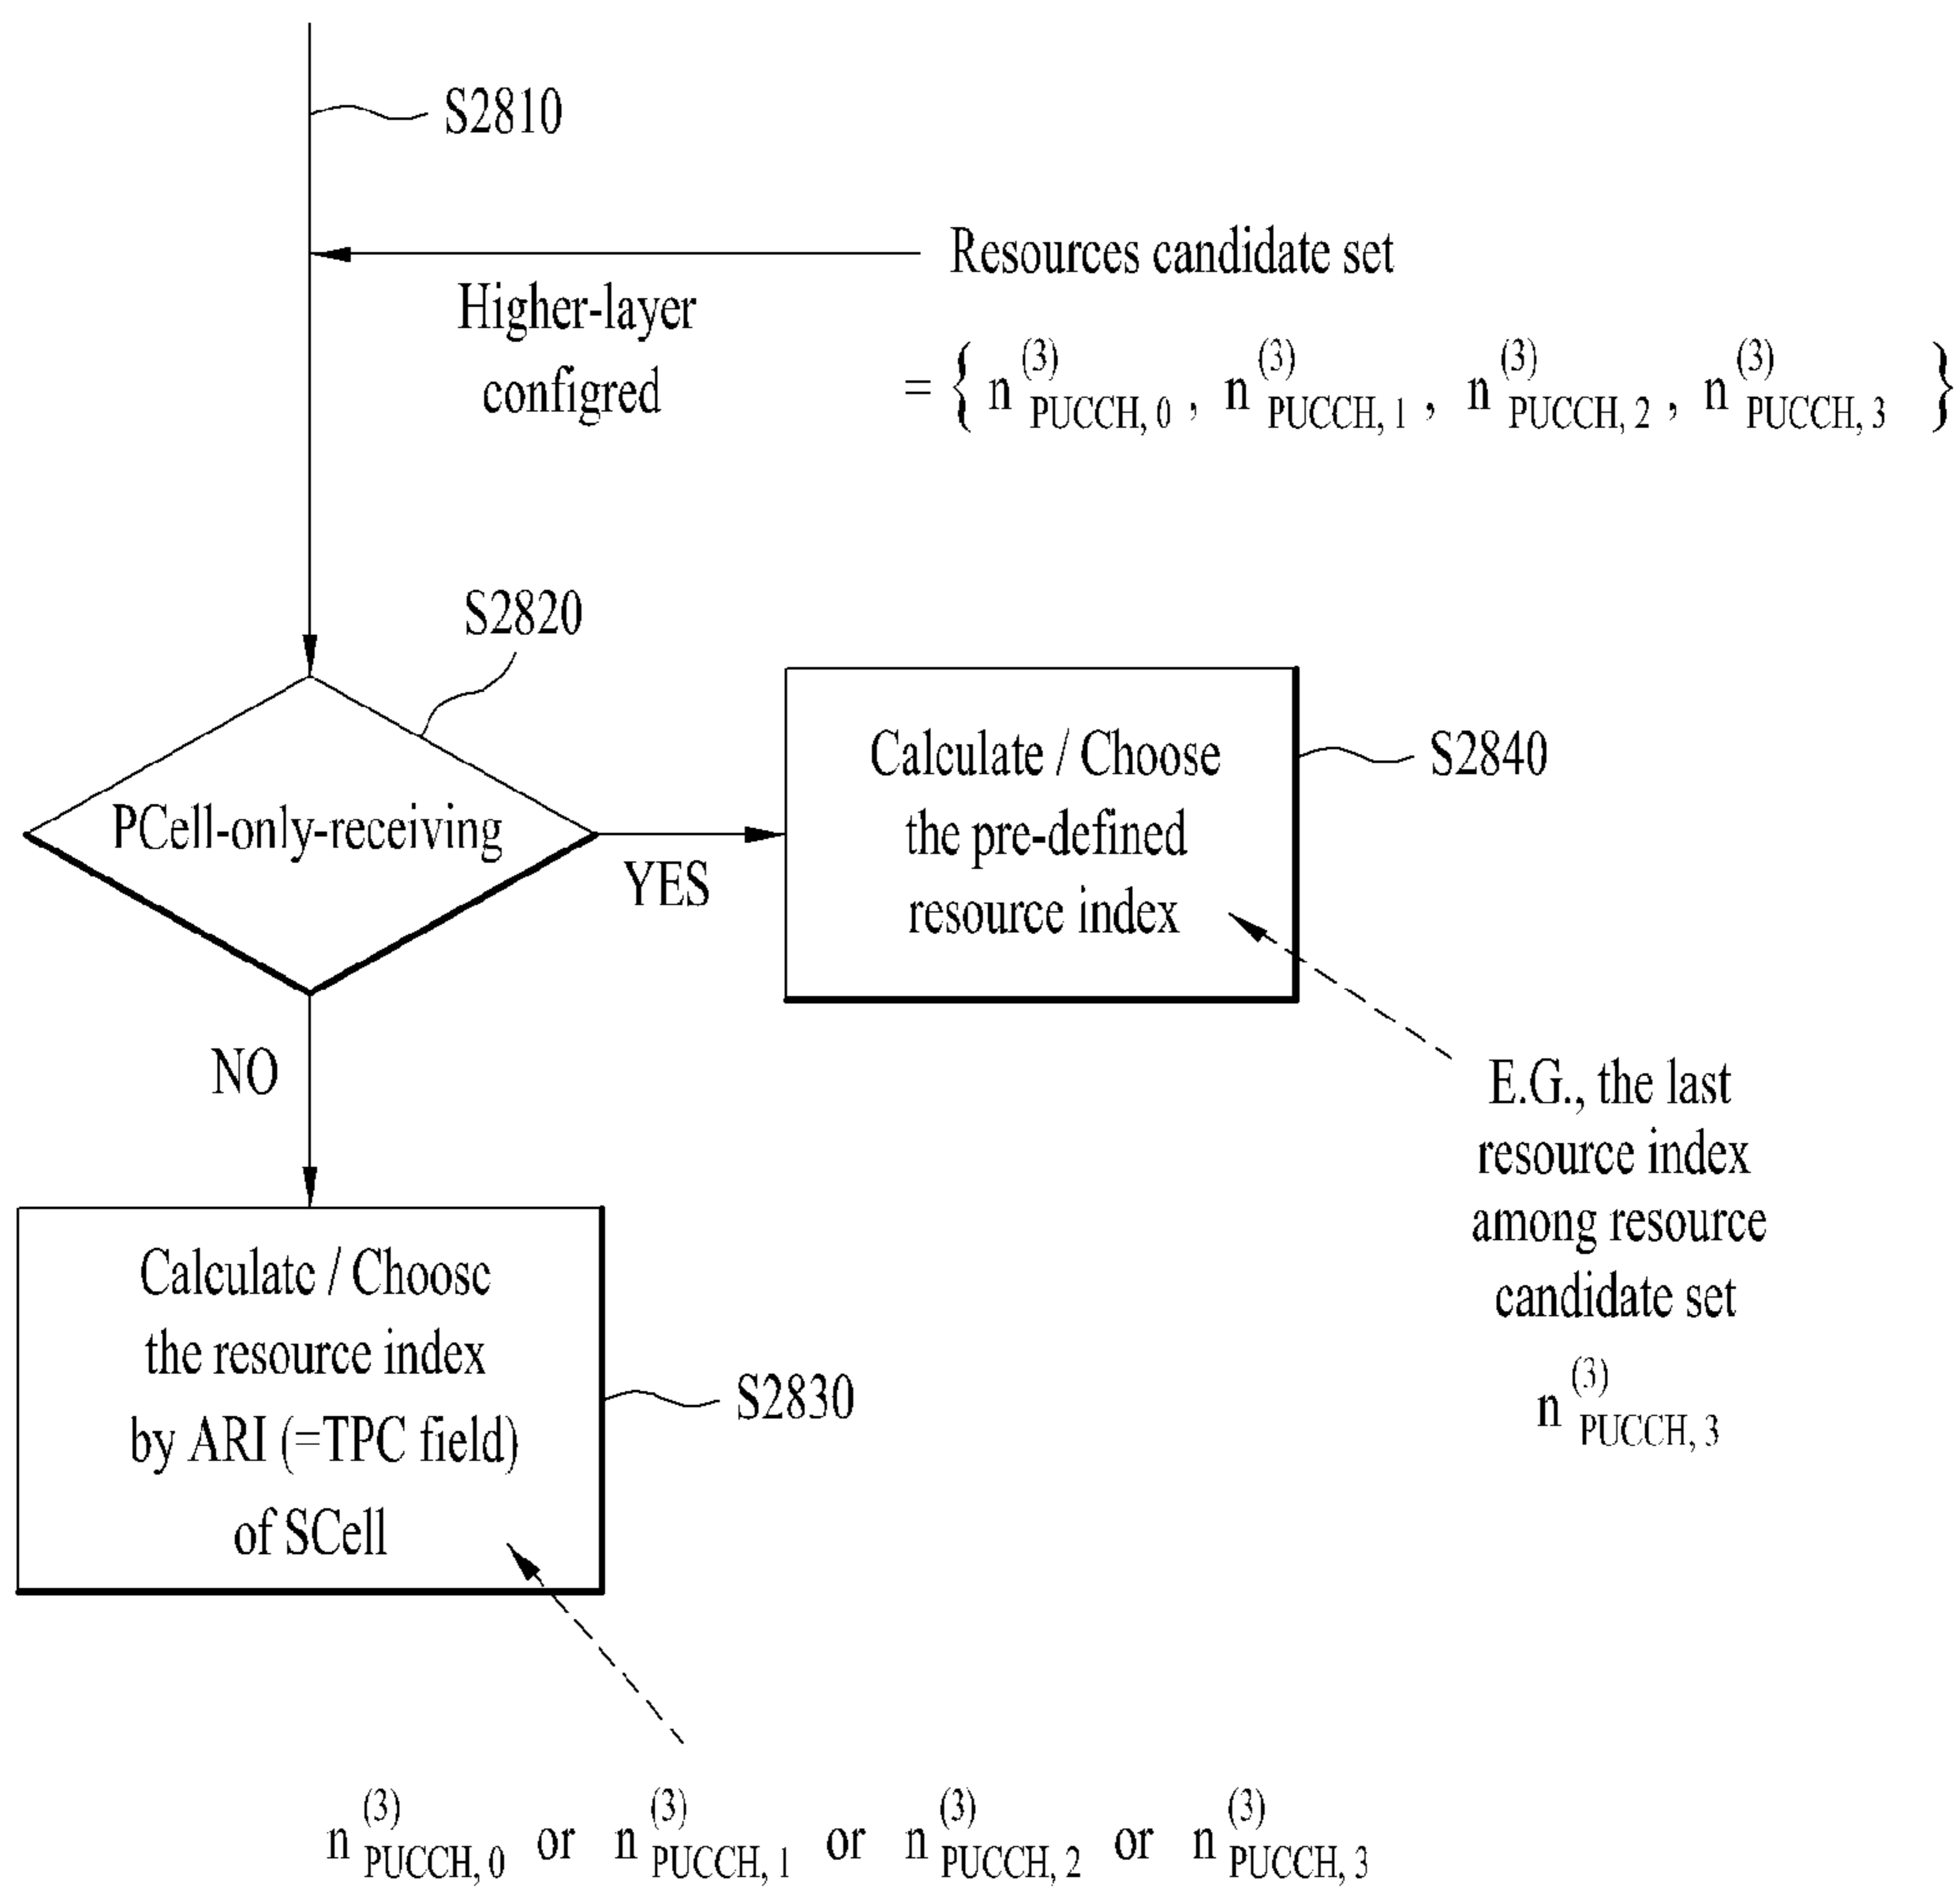 S2810
Resources candidate set
Higher-layer
configred
= { n (3) PUCCH, 0 , n (3) PUCCH, 1 , n (3) PUCCH, 2 , n (3) PUCCH, 3 }
S2820
PCell-only-receiving
YES
NO
Calculate / Choose
the pre-defined
resource index
S2840
E.G., the last
resource index
among resource
candidate set
n (3) PUCCH, 3
Calculate / Choose
the resource index
by ARI (=TPC field)
of SCell
S2830
n (3) PUCCH, 0 or n (3) PUCCH, 1 or n (3) PUCCH, 2 or n (3) PUCCH, 3